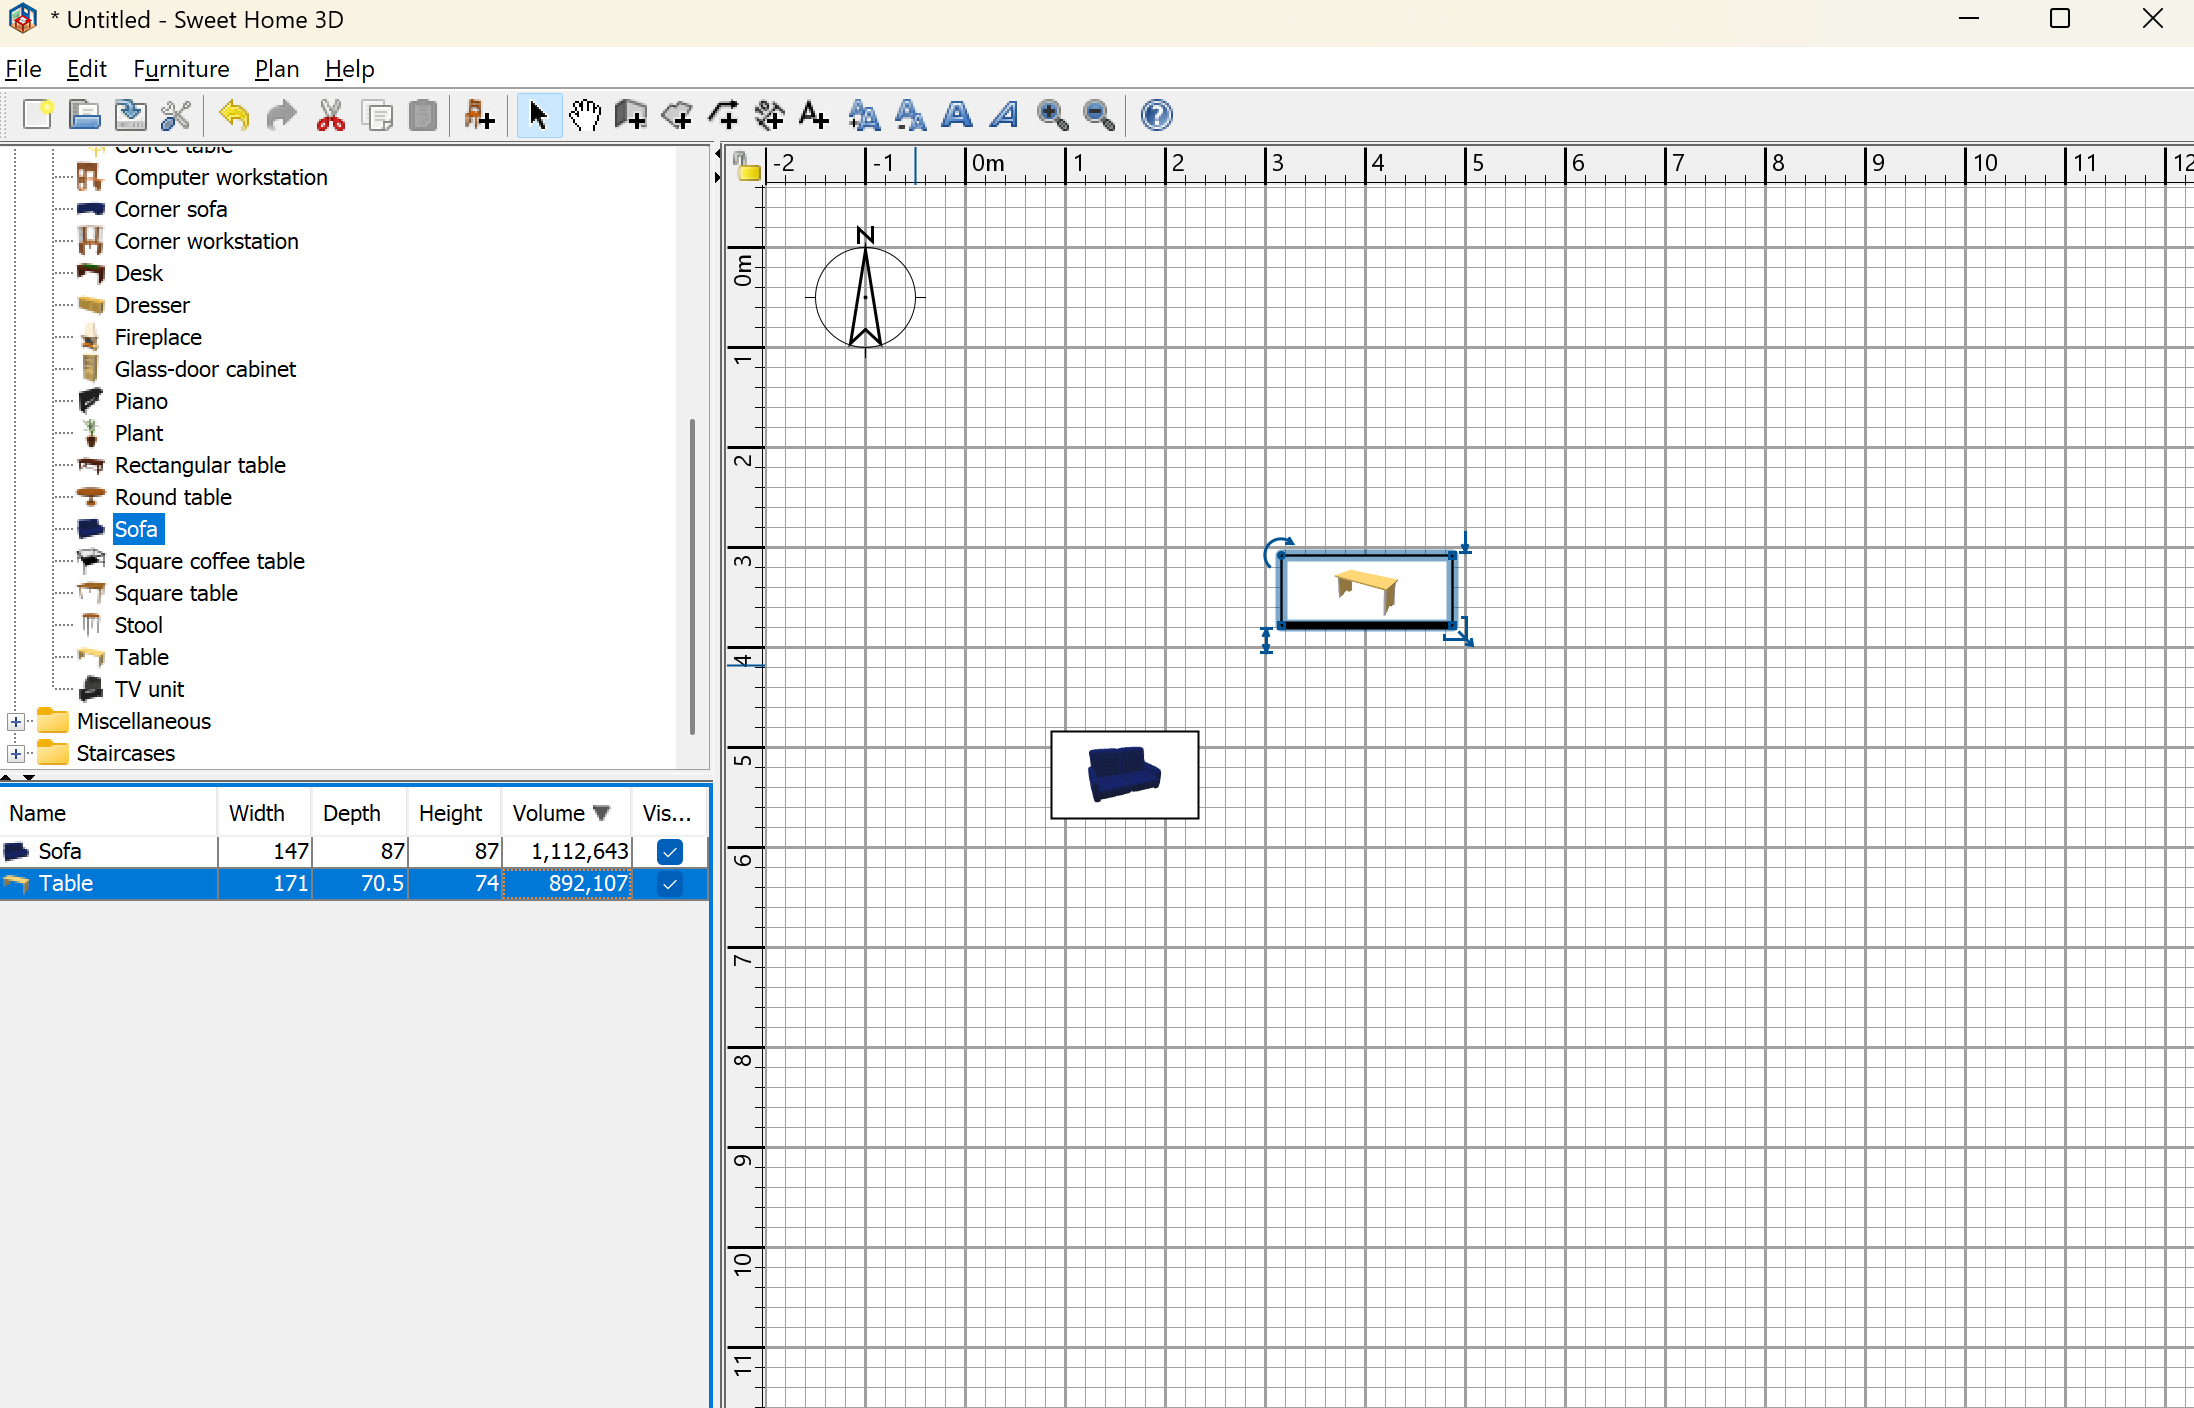 * Untitled - Sweet Home 3D
File Edit Furniture Plan Help
Coffee table
Computer workstation
Corner sofa
Corner workstation
Desk
Dresser
Fireplace
Glass-door cabinet
Piano
Plant
Rectangular table
Round table
Sofa
Square coffee table
Square table
Stool
Table
TV unit
Miscellaneous
Staircases
Name Width Depth Height Volume Vis...
Sofa 147 87 87 1,112,643
Table 171 70.5 74 892,107
-2 -1 0m 1 2 3 4 5 6 7 8 9 10 11 12
N
0m
1
2
3
4
5
6
7
8
9
10
11